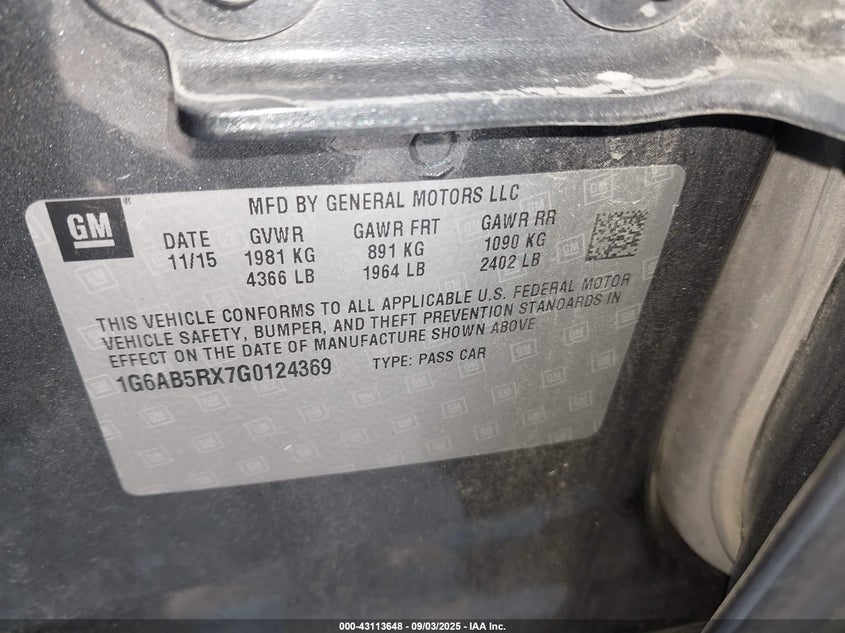 GM
®
MFD BY GENERAL MOTORS LLC
DATE GVWR GAWR FRT GAWR RR
11/15 1981 KG 891 KG 1090 KG
4366 LB 1964 LB 2402 LB
THIS VEHICLE CONFORMS TO ALL APPLICABLE U.S. FEDERAL MOTOR
VEHICLE SAFETY, BUMPER, AND THEFT PREVENTION STANDARDS IN
EFFECT ON THE DATE OF MANUFACTURE SHOWN ABOVE
1G6AB5RX7G0124369 TYPE: PASS CAR
000-43113648 - 09/03/2025 - IAA Inc.